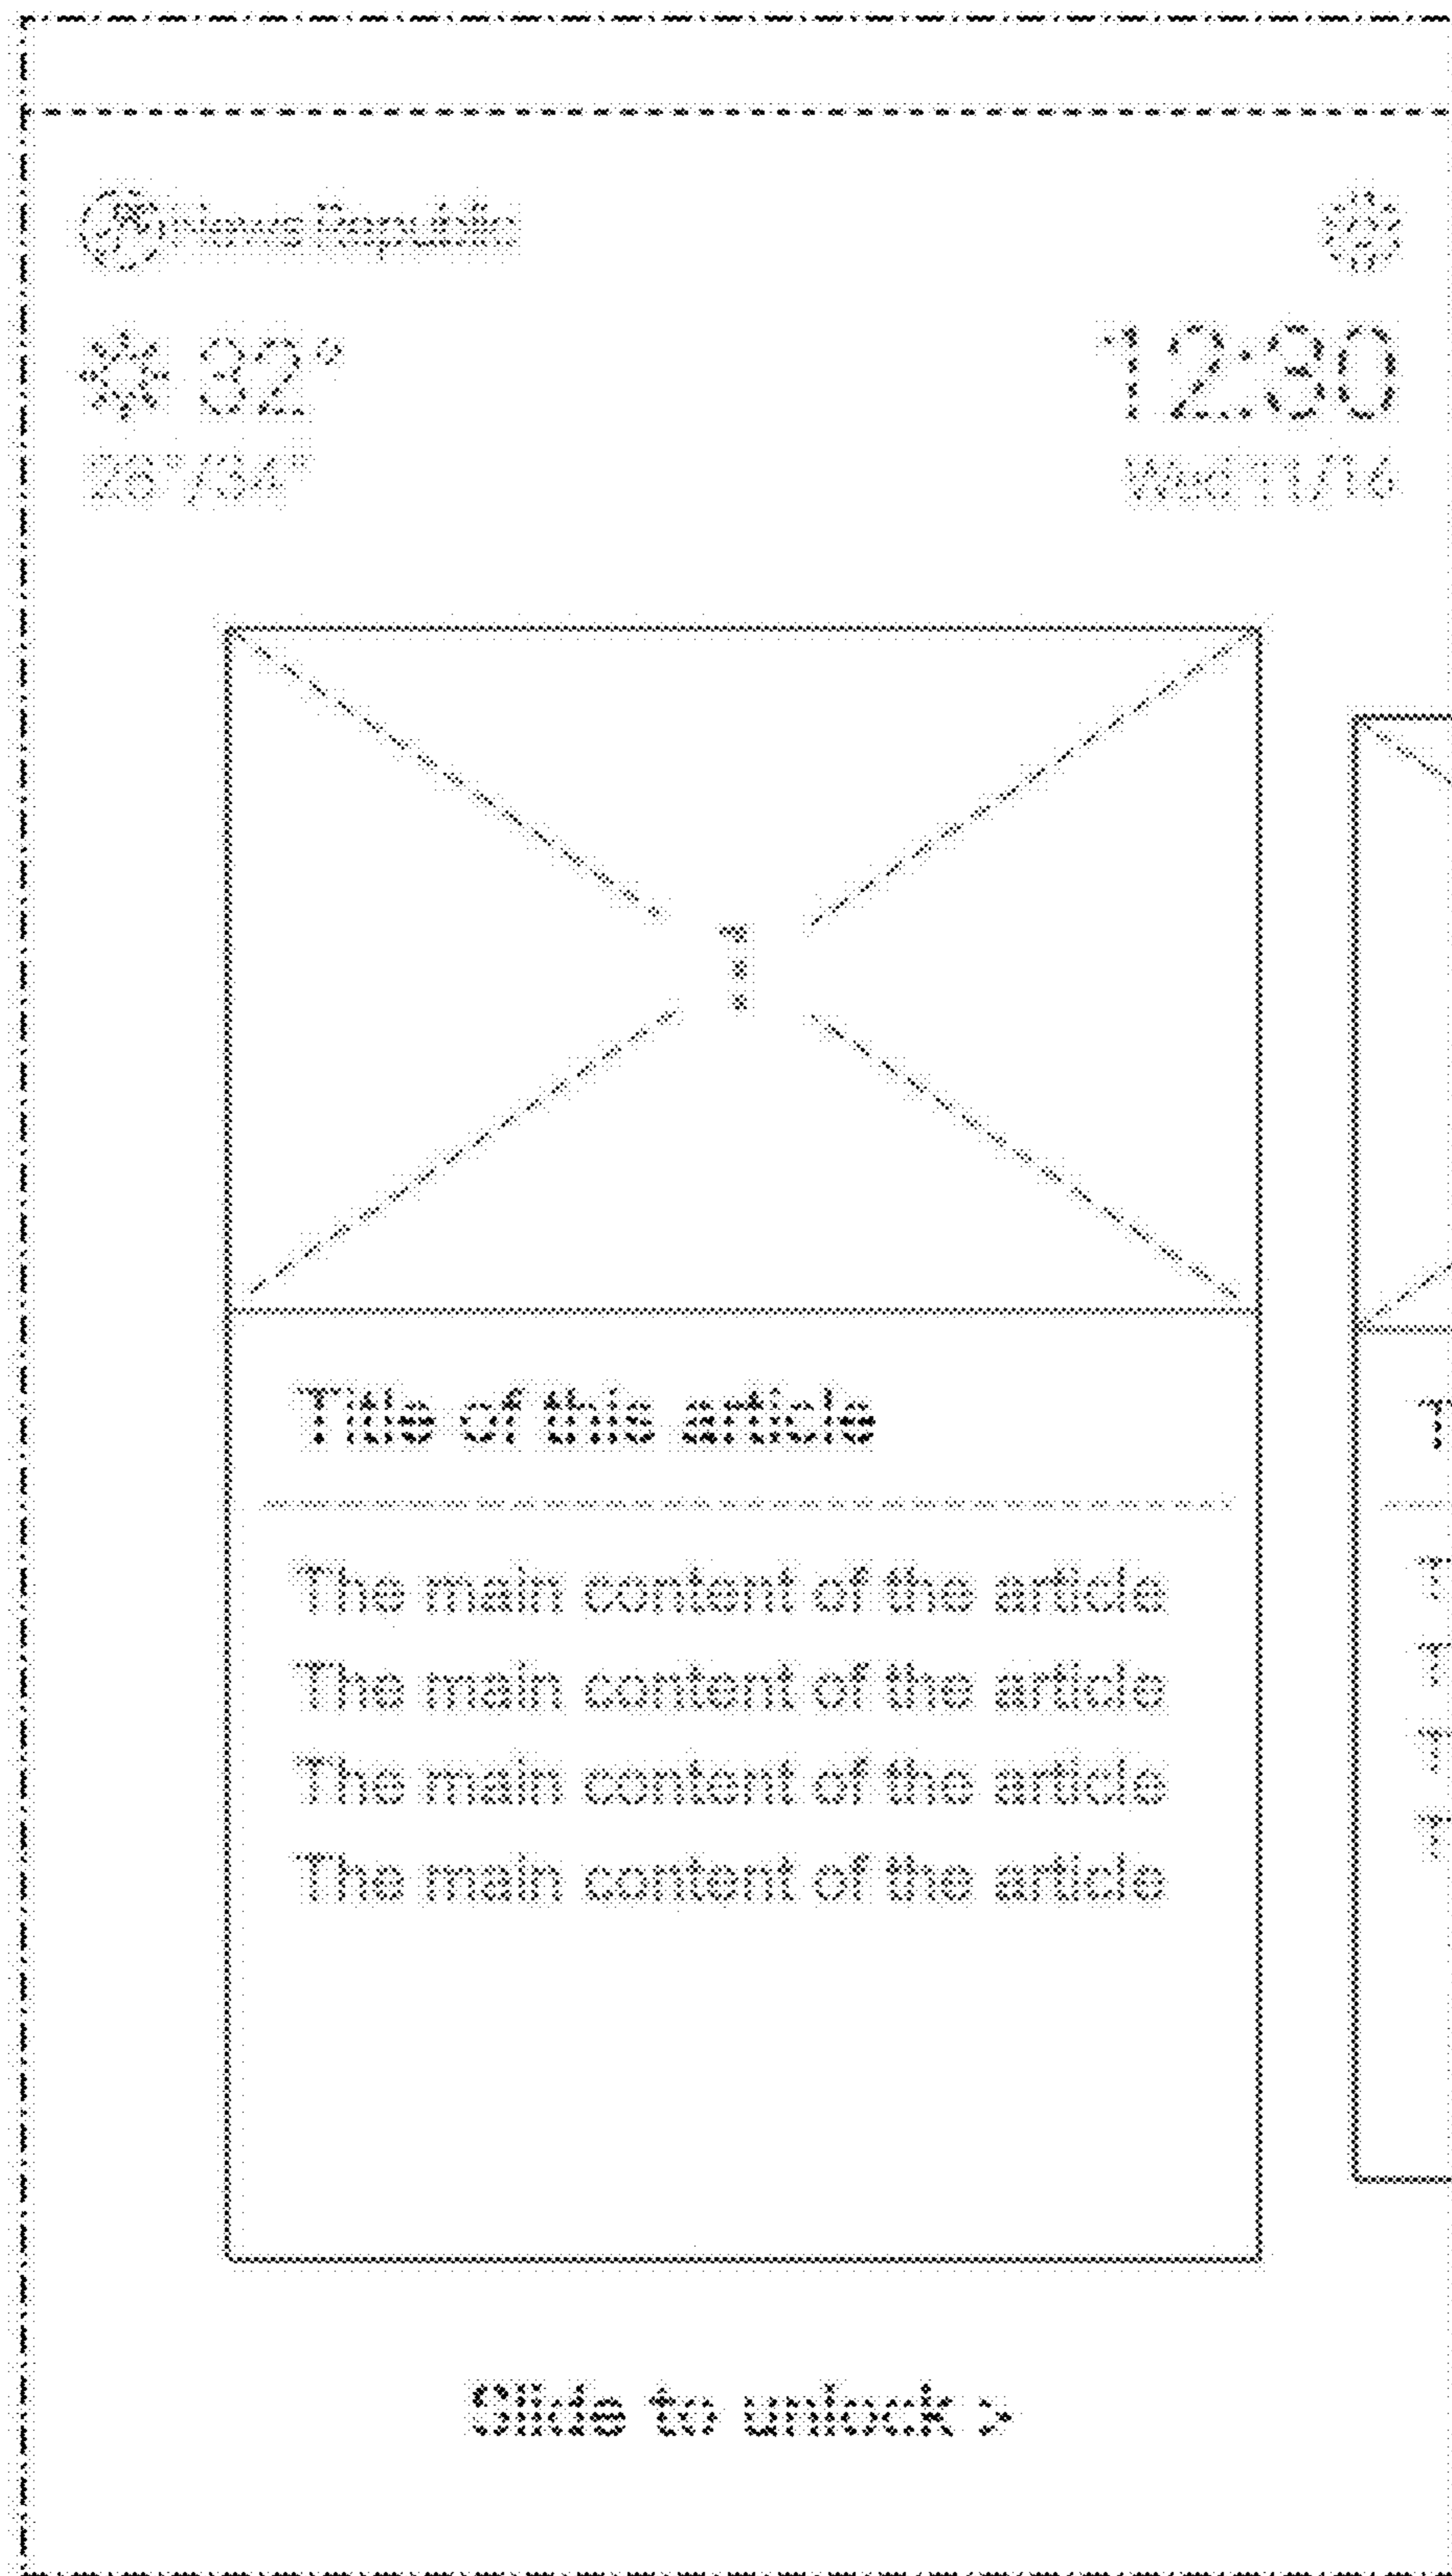 News Republic
32°
12:30
26°/34°
Wed 11/16
1
Title of this article
T
The main content of the article
T
The main content of the article
T
The main content of the article
T
The main content of the article
T
Slide to unlock >